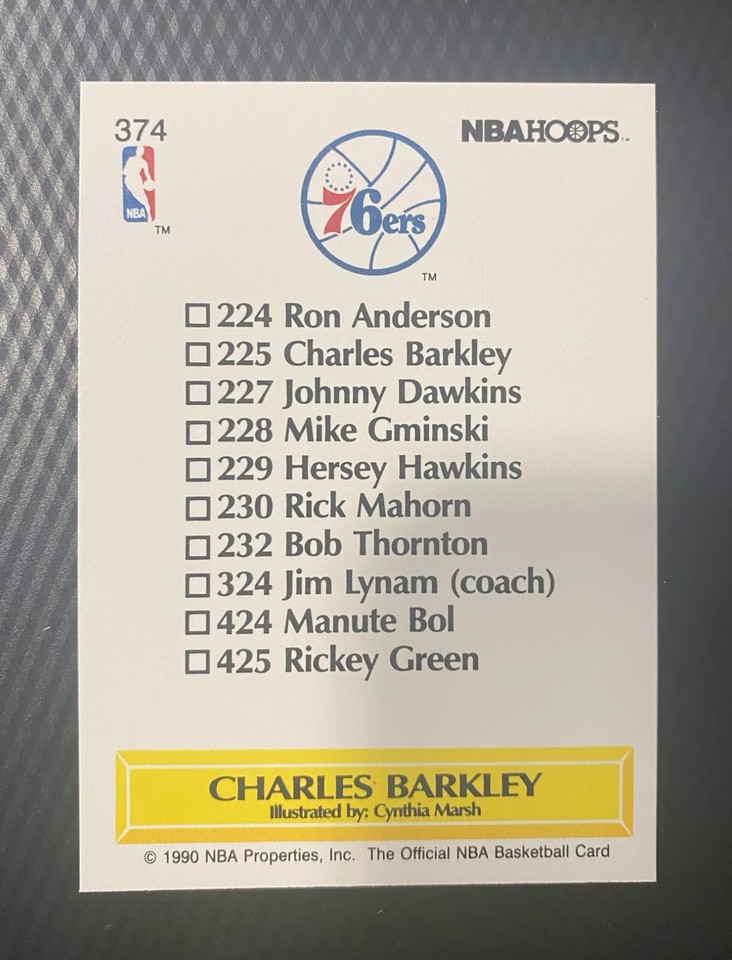 374
NBAHOOPS™
NBA
TM
76ers
TM
224 Ron Anderson
225 Charles Barkley
227 Johnny Dawkins
228 Mike Gminski
229 Hersey Hawkins
230 Rick Mahorn
232 Bob Thornton
324 Jim Lynam (coach)
424 Manute Bol
425 Rickey Green
CHARLES BARKLEY
Illustrated by: Cynthia Marsh
© 1990 NBA Properties, Inc. The Official NBA Basketball Card